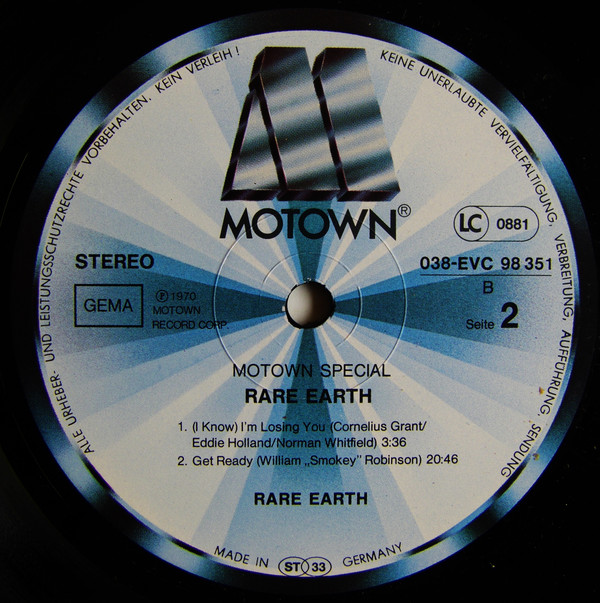 ALLE URHEBER- UND LEISTUNGSSCHUTZRECHTE VORBEHALTEN. KEIN VERLEIH! KEINE UNERLAUBTE VERVIELFÄLTIGUNG, VERBREITUNG, AUFFÜHRUNG, SENDUNG
MOTOWN®
LC 0881
STEREO
038-EVC 98 351
B
GEMA
℗ 1970
MOTOWN
RECORD CORP.
Seite 2
MOTOWN SPECIAL
RARE EARTH
1. (I Know) I'm Losing You (Cornelius Grant/
Eddie Holland/Norman Whitfield) 3:36
2. Get Ready (William „Smokey" Robinson) 20:46
RARE EARTH
MADE IN ST 33 GERMANY